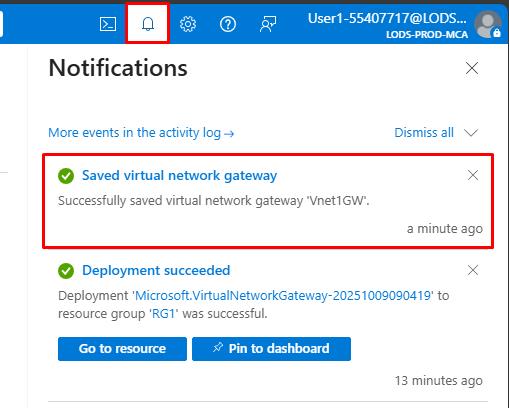 User1-55407717@LODS...
LODS-PROD-MCA
Notifications
More events in the activity log→
Dismiss all
Saved virtual network gateway
Successfully saved virtual network gateway 'Vnet1GW'.
a minute ago
Deployment succeeded
Deployment 'Microsoft.VirtualNetworkGateway-20251009090419' to
resource group 'RG1' was successful.
Go to resource
Pin to dashboard
13 minutes ago